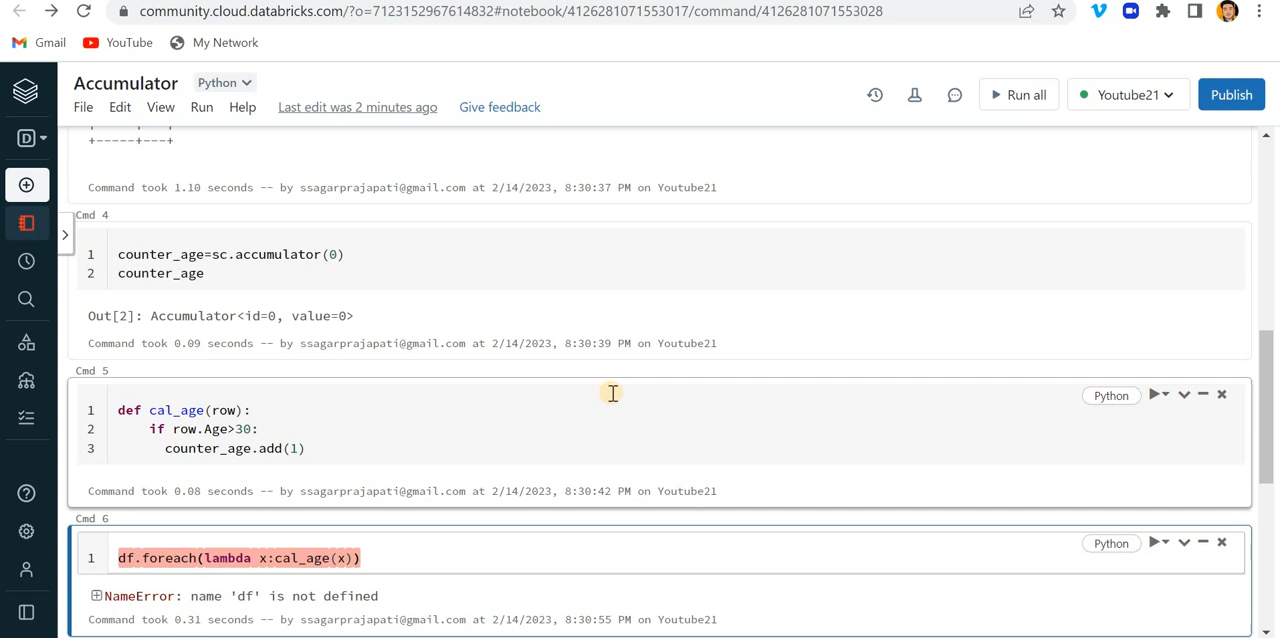 community.cloud.databricks.com/?o=7123152967614832#notebook/4126281071553017/command/4126281071553028
Gmail YouTube My Network
Accumulator Python
File Edit View Run Help Last edit was 2 minutes ago Give feedback
Run all Youtube21 Publish
D
+-----+---+
Command took 1.10 seconds -- by ssagarprajapati@gmail.com at 2/14/2023, 8:30:37 PM on Youtube21
Cmd 4
1 counter_age=sc.accumulator(0)
2 counter_age
Out[2]: Accumulator<id=0, value=0>
Command took 0.09 seconds -- by ssagarprajapati@gmail.com at 2/14/2023, 8:30:39 PM on Youtube21
Cmd 5
Python
1 def cal_age(row):
2 if row.Age>30:
3 counter_age.add(1)
Command took 0.08 seconds -- by ssagarprajapati@gmail.com at 2/14/2023, 8:30:42 PM on Youtube21
Cmd 6
Python
1 df.foreach(lambda x:cal_age(x))
NameError: name 'df' is not defined
Command took 0.31 seconds -- by ssagarprajapati@gmail.com at 2/14/2023, 8:30:55 PM on Youtube21